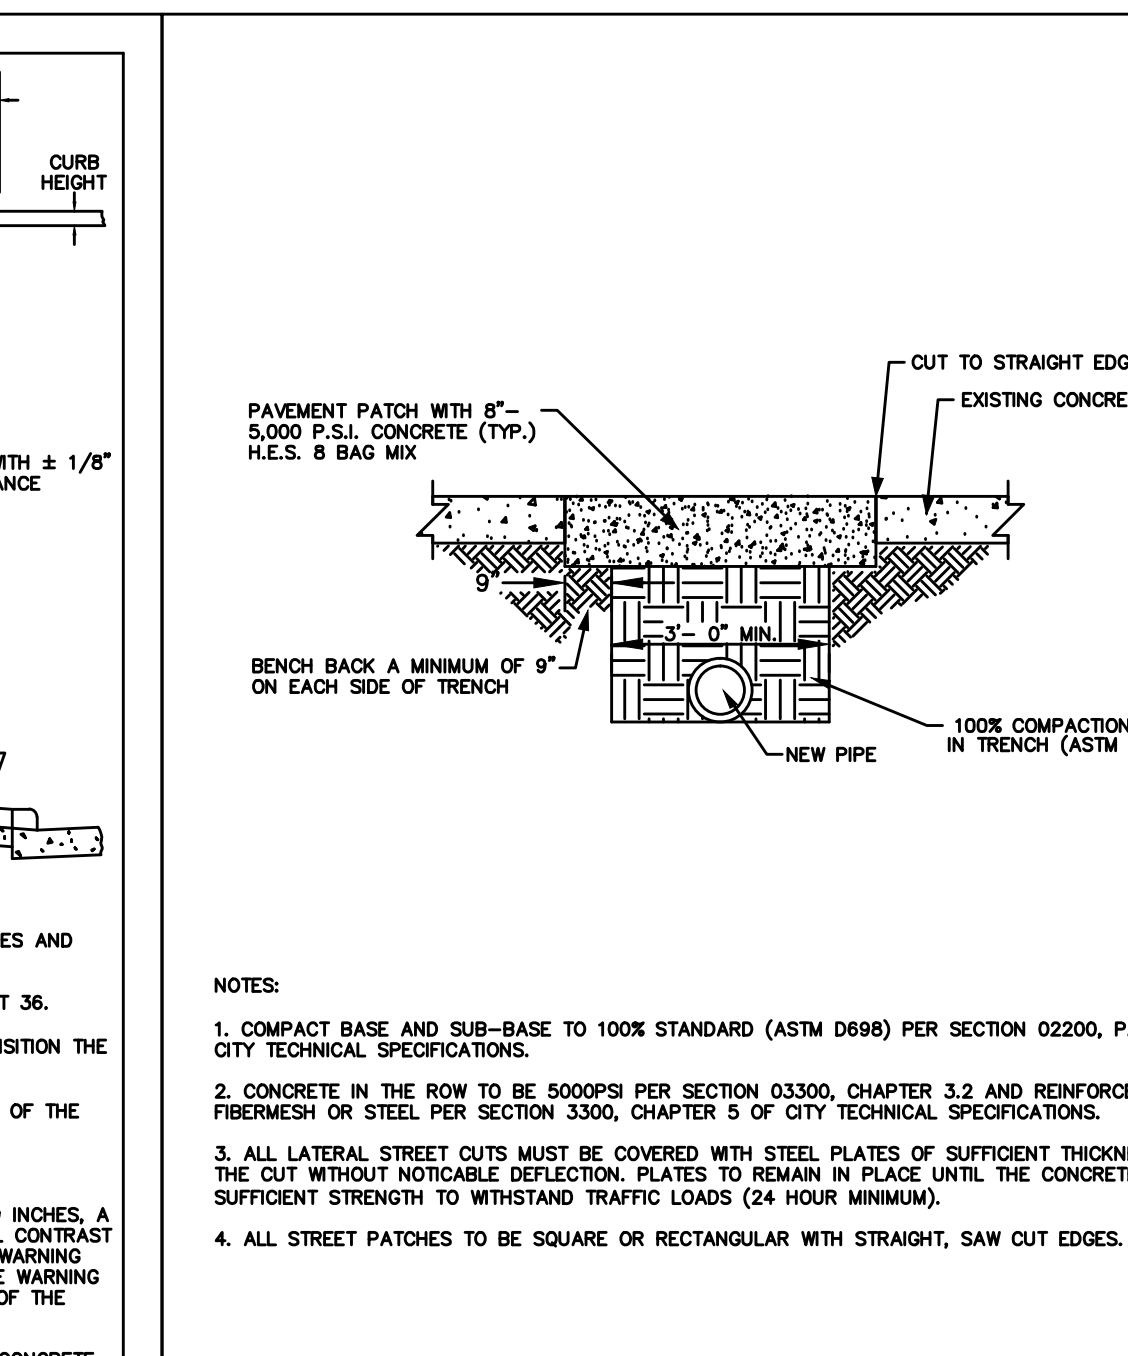 CURB
HEIGHT
± 1/8"
ES AND
36.
THE
OF THE
INCHES, A
CONTRAST
WARNING
WARNING
OF THE
CUT TO STRAIGHT EDG
EXISTING CONCRE
PAVEMENT PATCH WITH 8"-
5,000 P.S.I. CONCRETE (TYP.)
H.E.S. 8 BAG MIX
9"
3'- 0" MIN.
BENCH BACK A MINIMUM OF 9"
ON EACH SIDE OF TRENCH
NEW PIPE
100% COMPACTION
IN TRENCH (ASTM
NOTES:
1. COMPACT BASE AND SUB-BASE TO 100% STANDARD (ASTM D698) PER SECTION 02200, P.
CITY TECHNICAL SPECIFICATIONS.
2. CONCRETE IN THE ROW TO BE 5000PSI PER SECTION 03300, CHAPTER 3.2 AND REINFORCE
FIBERMESH OR STEEL PER SECTION 3300, CHAPTER 5 OF CITY TECHNICAL SPECIFICATIONS.
3. ALL LATERAL STREET CUTS MUST BE COVERED WITH STEEL PLATES OF SUFFICIENT THICKN
THE CUT WITHOUT NOTICABLE DEFLECTION. PLATES TO REMAIN IN PLACE UNTIL THE CONCRETE
SUFFICIENT STRENGTH TO WITHSTAND TRAFFIC LOADS (24 HOUR MINIMUM).
4. ALL STREET PATCHES TO BE SQUARE OR RECTANGULAR WITH STRAIGHT, SAW CUT EDGES.